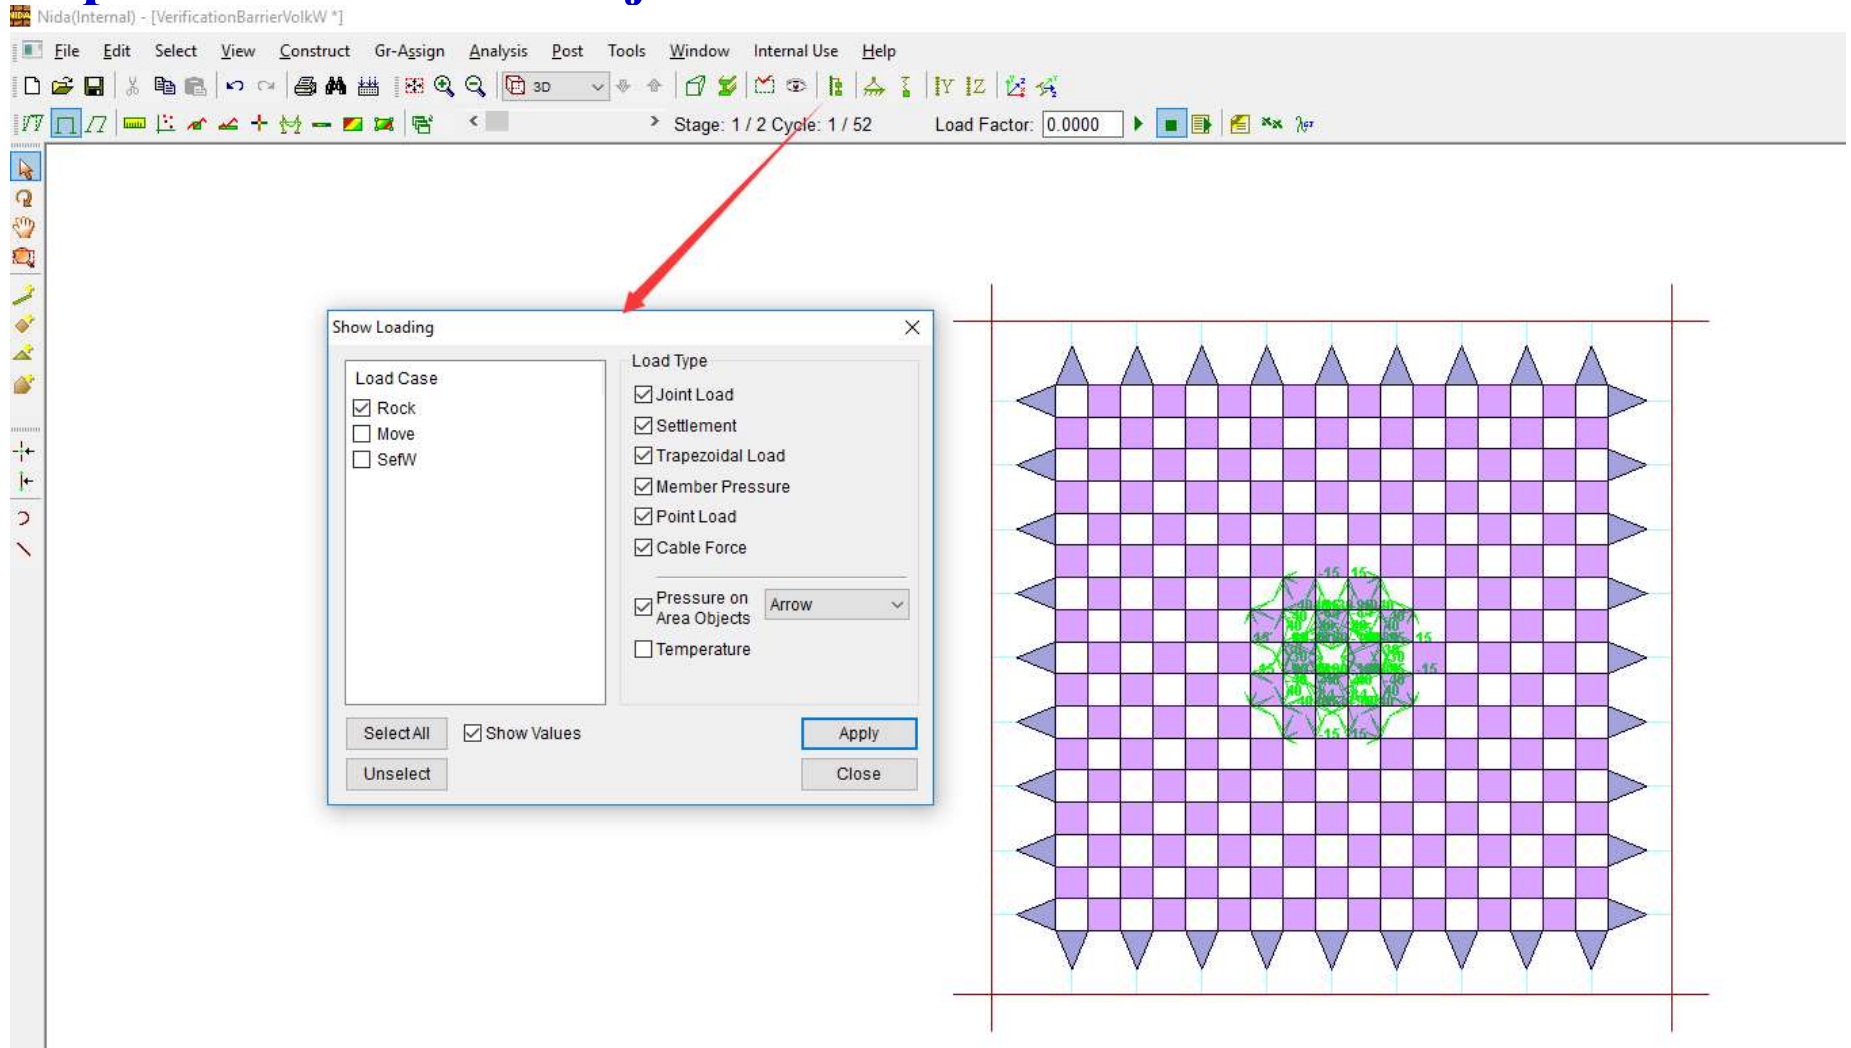 Nida(Internal) - [VerificationBarrierVolkW *]
File Edit Select View Construct Gr-Assign Analysis Post Tools Window Internal Use Help
3D
Stage: 1 / 2 Cycle: 1 / 52 Load Factor: 0.0000
Show Loading
Load Case
Rock
Move
SefW
Load Type
Joint Load
Settlement
Trapezoidal Load
Member Pressure
Point Load
Cable Force
Pressure on
Area Objects
Arrow
Temperature
Select All
Show Values
Apply
Unselect
Close
-15 15
15
-15
-15 15